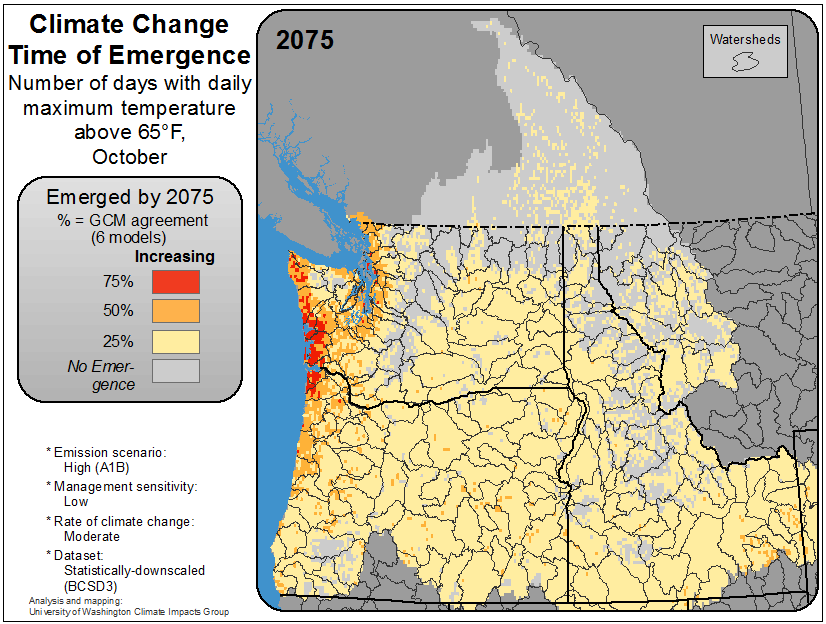 Climate Change
Time of Emergence
Number of days with daily
maximum temperature
above 65°F,
October
2075
Watersheds
Emerged by 2075
% = GCM agreement
(6 models)
Increasing
75%
50%
25%
No Emer-
gence
* Emission scenario:
High (A1B)
* Management sensitivity:
Low
* Rate of climate change:
Moderate
* Dataset:
Statistically-downscaled
(BCSD3)
Analysis and mapping:
University of Washington Climate Impacts Group